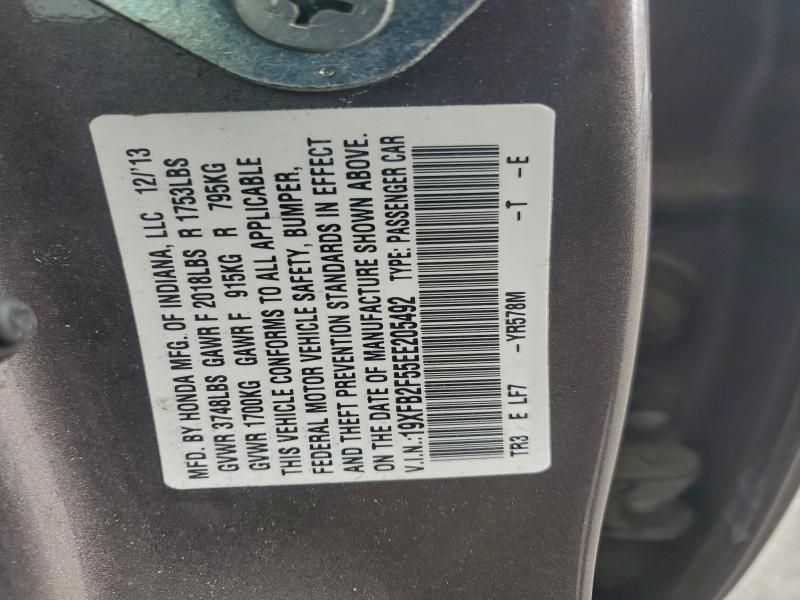 MFD. BY HONDA MFG. OF INDIANA, LLC 12/'13
GVWR 3748LBS GAWR F 2018LBS R 1753LBS
GVWR 1700KG GAWR F 915KG R 795KG
THIS VEHICLE CONFORMS TO ALL APPLICABLE
FEDERAL MOTOR VEHICLE SAFETY, BUMPER,
AND THEFT PREVENTION STANDARDS IN EFFECT
ON THE DATE OF MANUFACTURE SHOWN ABOVE.
V.I.N.:19XFB2F55EE205492 TYPE: PASSENGER CAR
TR3 E LF7 -YR578M -T -E